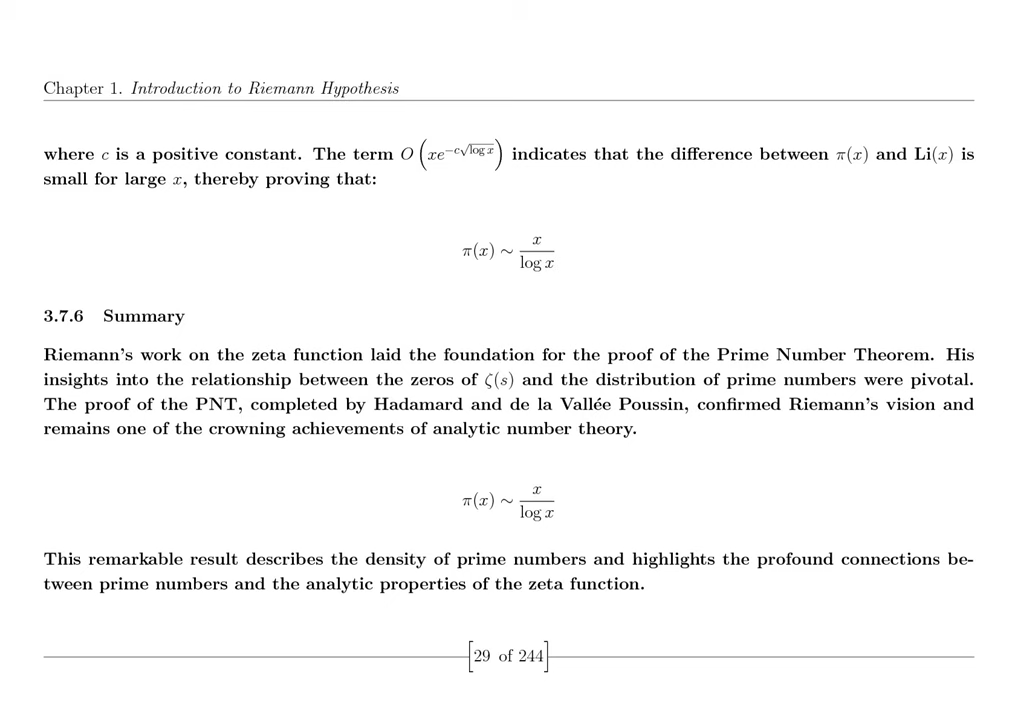 Chapter 1. Introduction to Riemann Hypothesis
where c is a positive constant. The term O(xe^{−c√log x}) indicates that the difference between π(x) and Li(x) is
small for large x, thereby proving that:
π(x) ∼ x / log x
3.7.6 Summary
Riemann's work on the zeta function laid the foundation for the proof of the Prime Number Theorem. His
insights into the relationship between the zeros of ζ(s) and the distribution of prime numbers were pivotal.
The proof of the PNT, completed by Hadamard and de la Vallée Poussin, confirmed Riemann's vision and
remains one of the crowning achievements of analytic number theory.
π(x) ∼ x / log x
This remarkable result describes the density of prime numbers and highlights the profound connections be-
tween prime numbers and the analytic properties of the zeta function.
[29 of 244]